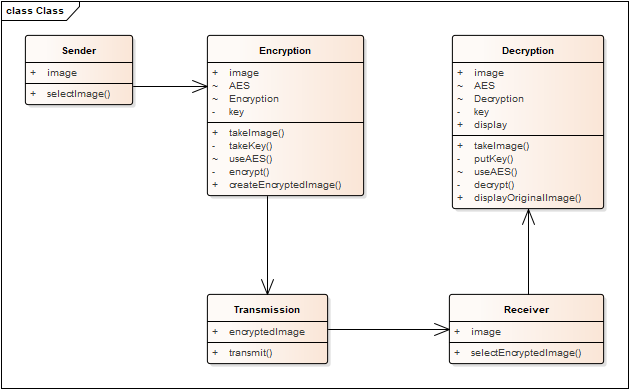 class Class
Sender
+ image
+ selectImage()
Encryption
+ image
~ AES
~ Encryption
- key
+ takeImage()
- takeKey()
~ useAES()
- encrypt()
+ createEncryptedImage()
Decryption
+ image
~ AES
~ Decryption
- key
+ display
+ takeImage()
- putKey()
~ useAES()
- decrypt()
+ displayOriginalImage()
Transmission
+ encryptedImage
+ transmit()
Receiver
+ image
+ selectEncryptedImage()